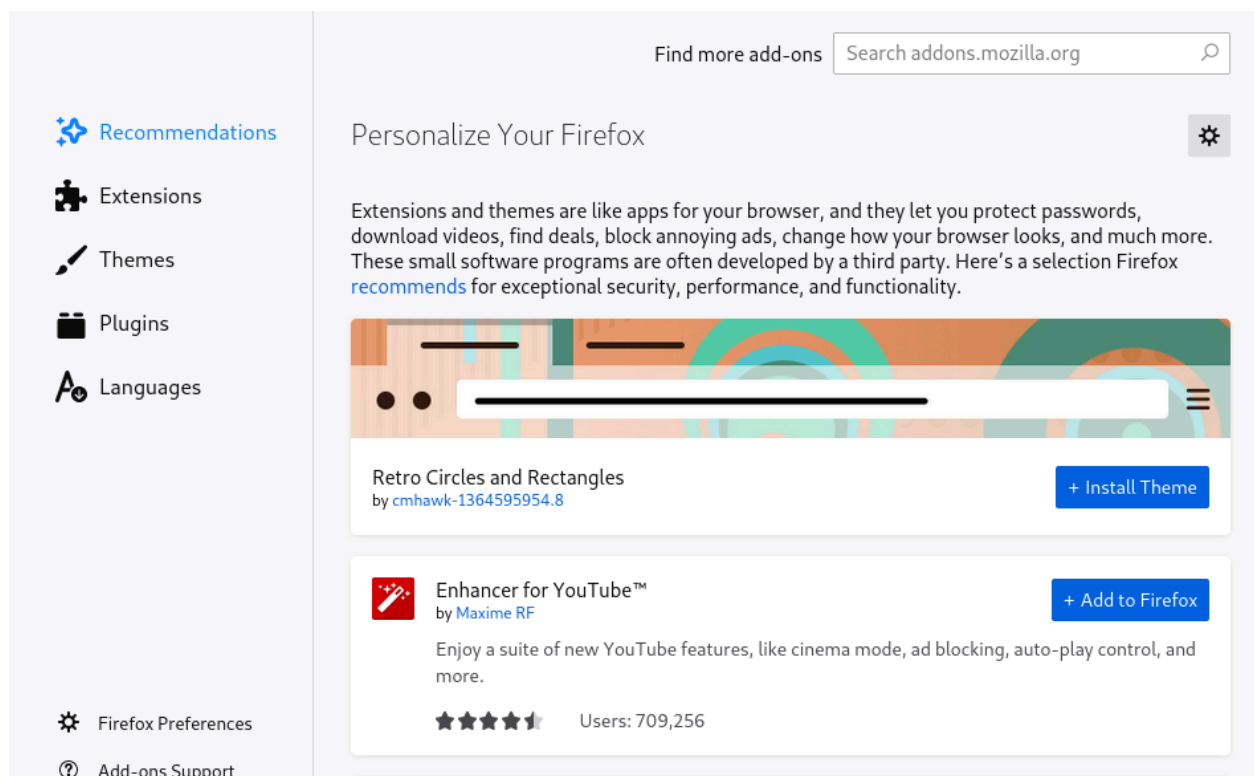 Find more add-ons
Search addons.mozilla.org
Recommendations
Extensions
Themes
Plugins
Languages
Firefox Preferences
Add-ons Support
Personalize Your Firefox
Extensions and themes are like apps for your browser, and they let you protect passwords,
download videos, find deals, block annoying ads, change how your browser looks, and much more.
These small software programs are often developed by a third party. Here’s a selection Firefox
recommends for exceptional security, performance, and functionality.
Retro Circles and Rectangles
by cmhawk-1364595954.8
+ Install Theme
Enhancer for YouTube™
by Maxime RF
+ Add to Firefox
Enjoy a suite of new YouTube features, like cinema mode, ad blocking, auto-play control, and
more.
Users: 709,256